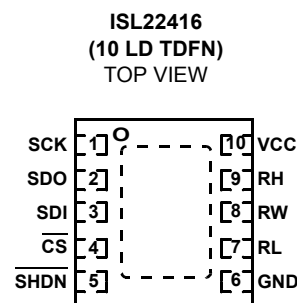 ISL22416
(10 LD TDFN)
TOP VIEW
SCK 1 O 10 VCC
SDO 2 9 RH
SDI 3 8 RW
CS 4 7 RL
SHDN 5 6 GND